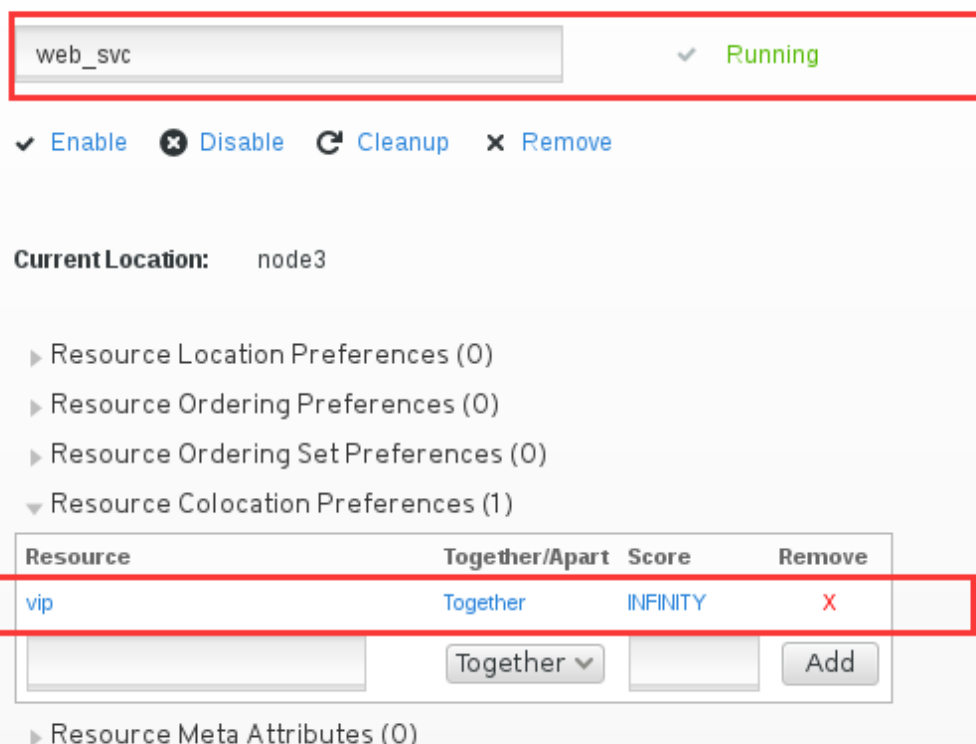 web_svc Running
Enable Disable Cleanup Remove
Current Location: node3
Resource Location Preferences (0)
Resource Ordering Preferences (0)
Resource Ordering Set Preferences (0)
Resource Colocation Preferences (1)
Resource Together/Apart Score Remove
vip Together INFINITY X
Together Add
Resource Meta Attributes (0)